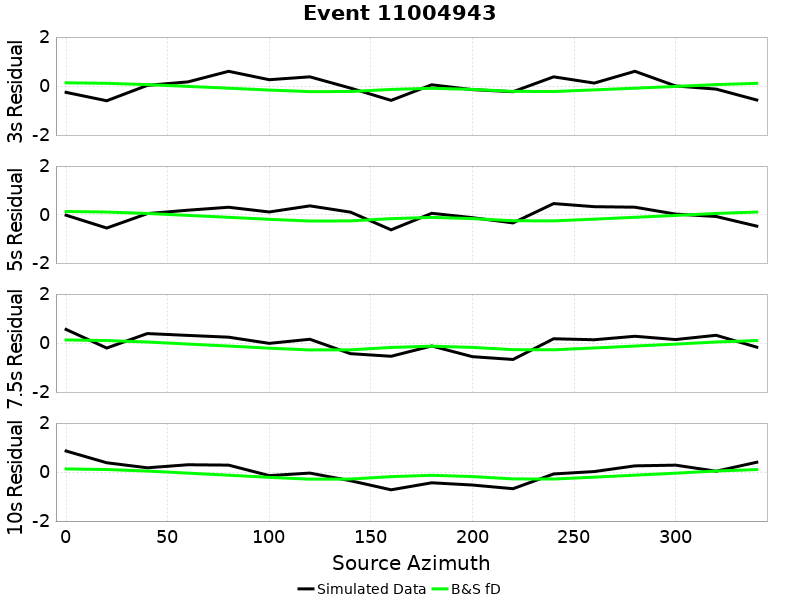 Event 11004943
3s Residual
2
0
-2
5s Residual
2
0
-2
7.5s Residual
2
0
-2
10s Residual
2
0
-2
0 50 100 150 200 250 300
Source Azimuth
Simulated Data B&S fD